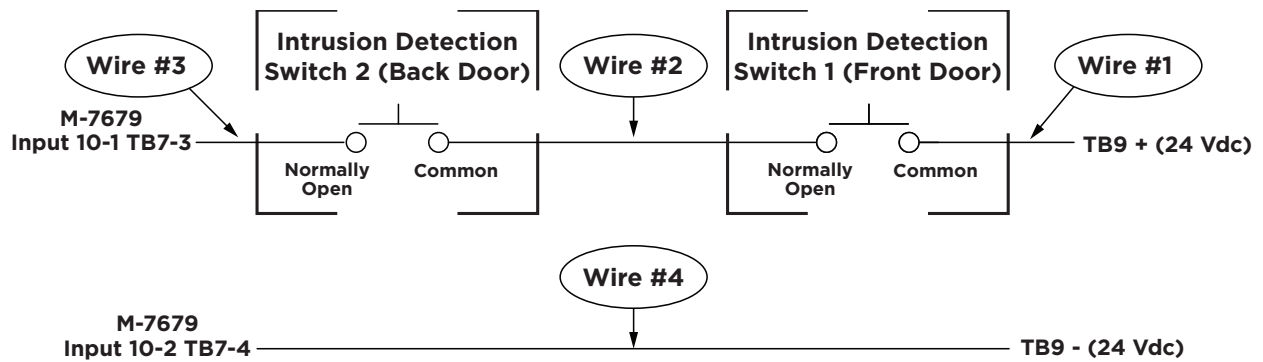 Intrusion Detection
Switch 2 (Back Door)
Intrusion Detection
Switch 1 (Front Door)
Wire #3
Wire #2
Wire #1
M-7679
Input 10-1 TB7-3
TB9 + (24 Vdc)
Normally
Open
Common
Normally
Open
Common
Wire #4
M-7679
Input 10-2 TB7-4
TB9 - (24 Vdc)